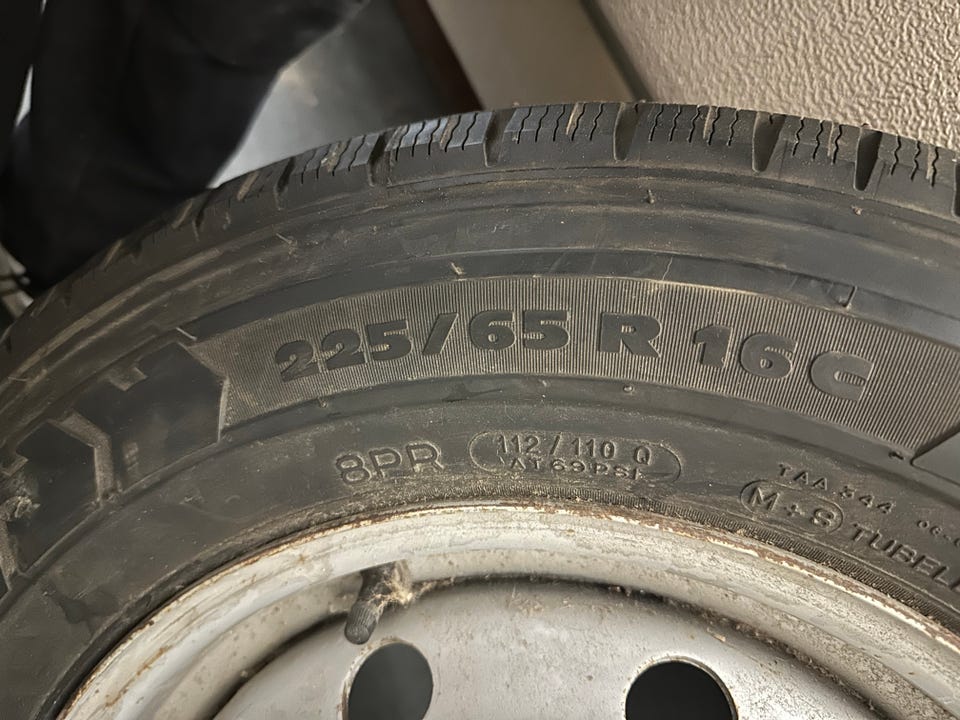 225/65 R 16 C
8PR
112/110 Q
AT 69 PSI
TAA 344
M+S